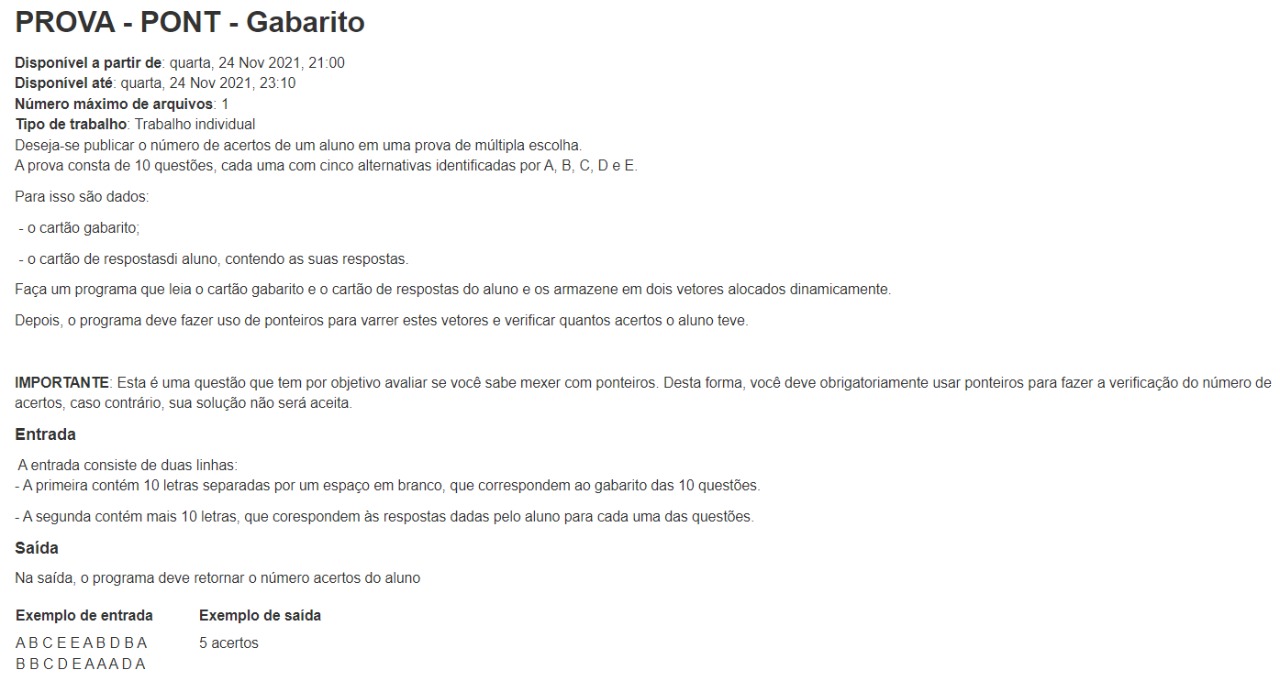 PROVA - PONT - Gabarito
Disponível a partir de: quarta, 24 Nov 2021, 21:00
Disponível até: quarta, 24 Nov 2021, 23:10
Número máximo de arquivos: 1
Tipo de trabalho: Trabalho individual
Deseja-se publicar o número de acertos de um aluno em uma prova de múltipla escolha.
A prova consta de 10 questões, cada uma com cinco alternativas identificadas por A, B, C, D e E.
Para isso são dados:
- o cartão gabarito;
- o cartão de respostasdi aluno, contendo as suas respostas.
Faça um programa que leia o cartão gabarito e o cartão de respostas do aluno e os armazene em dois vetores alocados dinamicamente.
Depois, o programa deve fazer uso de ponteiros para varrer estes vetores e verificar quantos acertos o aluno teve.
IMPORTANTE: Esta é uma questão que tem por objetivo avaliar se você sabe mexer com ponteiros. Desta forma, você deve obrigatoriamente usar ponteiros para fazer a verificação do número de
acertos, caso contrário, sua solução não será aceita.
Entrada
A entrada consiste de duas linhas:
- A primeira contém 10 letras separadas por um espaço em branco, que correspondem ao gabarito das 10 questões.
- A segunda contém mais 10 letras, que corespondem às respostas dadas pelo aluno para cada uma das questões.
Saída
Na saída, o programa deve retornar o número acertos do aluno
Exemplo de entrada Exemplo de saída
A B C E E A B D B A 5 acertos
B B C D E A A A D A